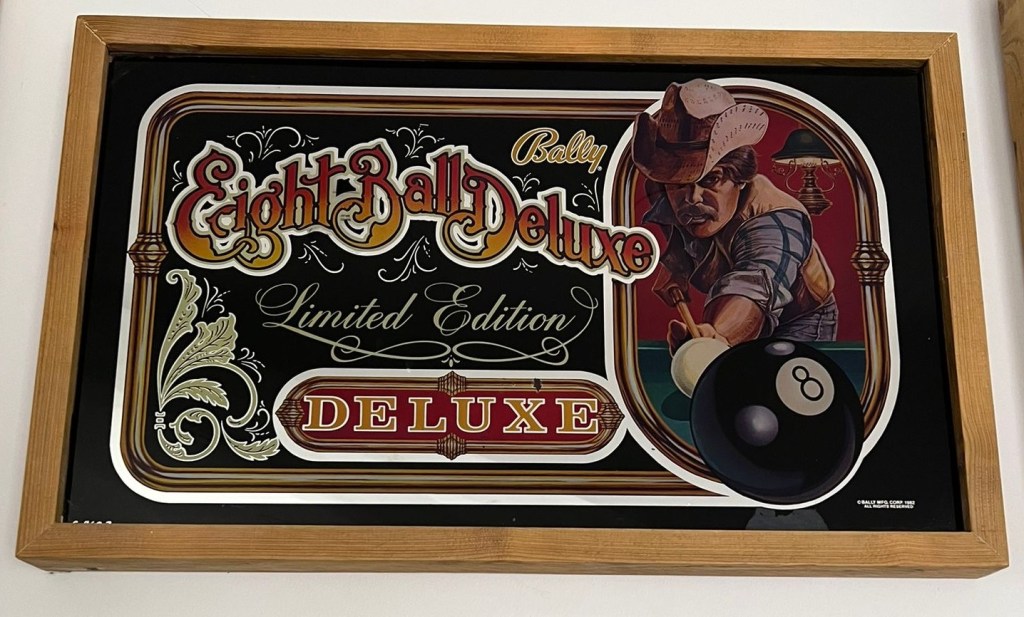 Bally
Eight Ball Deluxe
Limited Edition
DELUXE
8
©BALLY MFG. CORP. 1982
ALL RIGHTS RESERVED